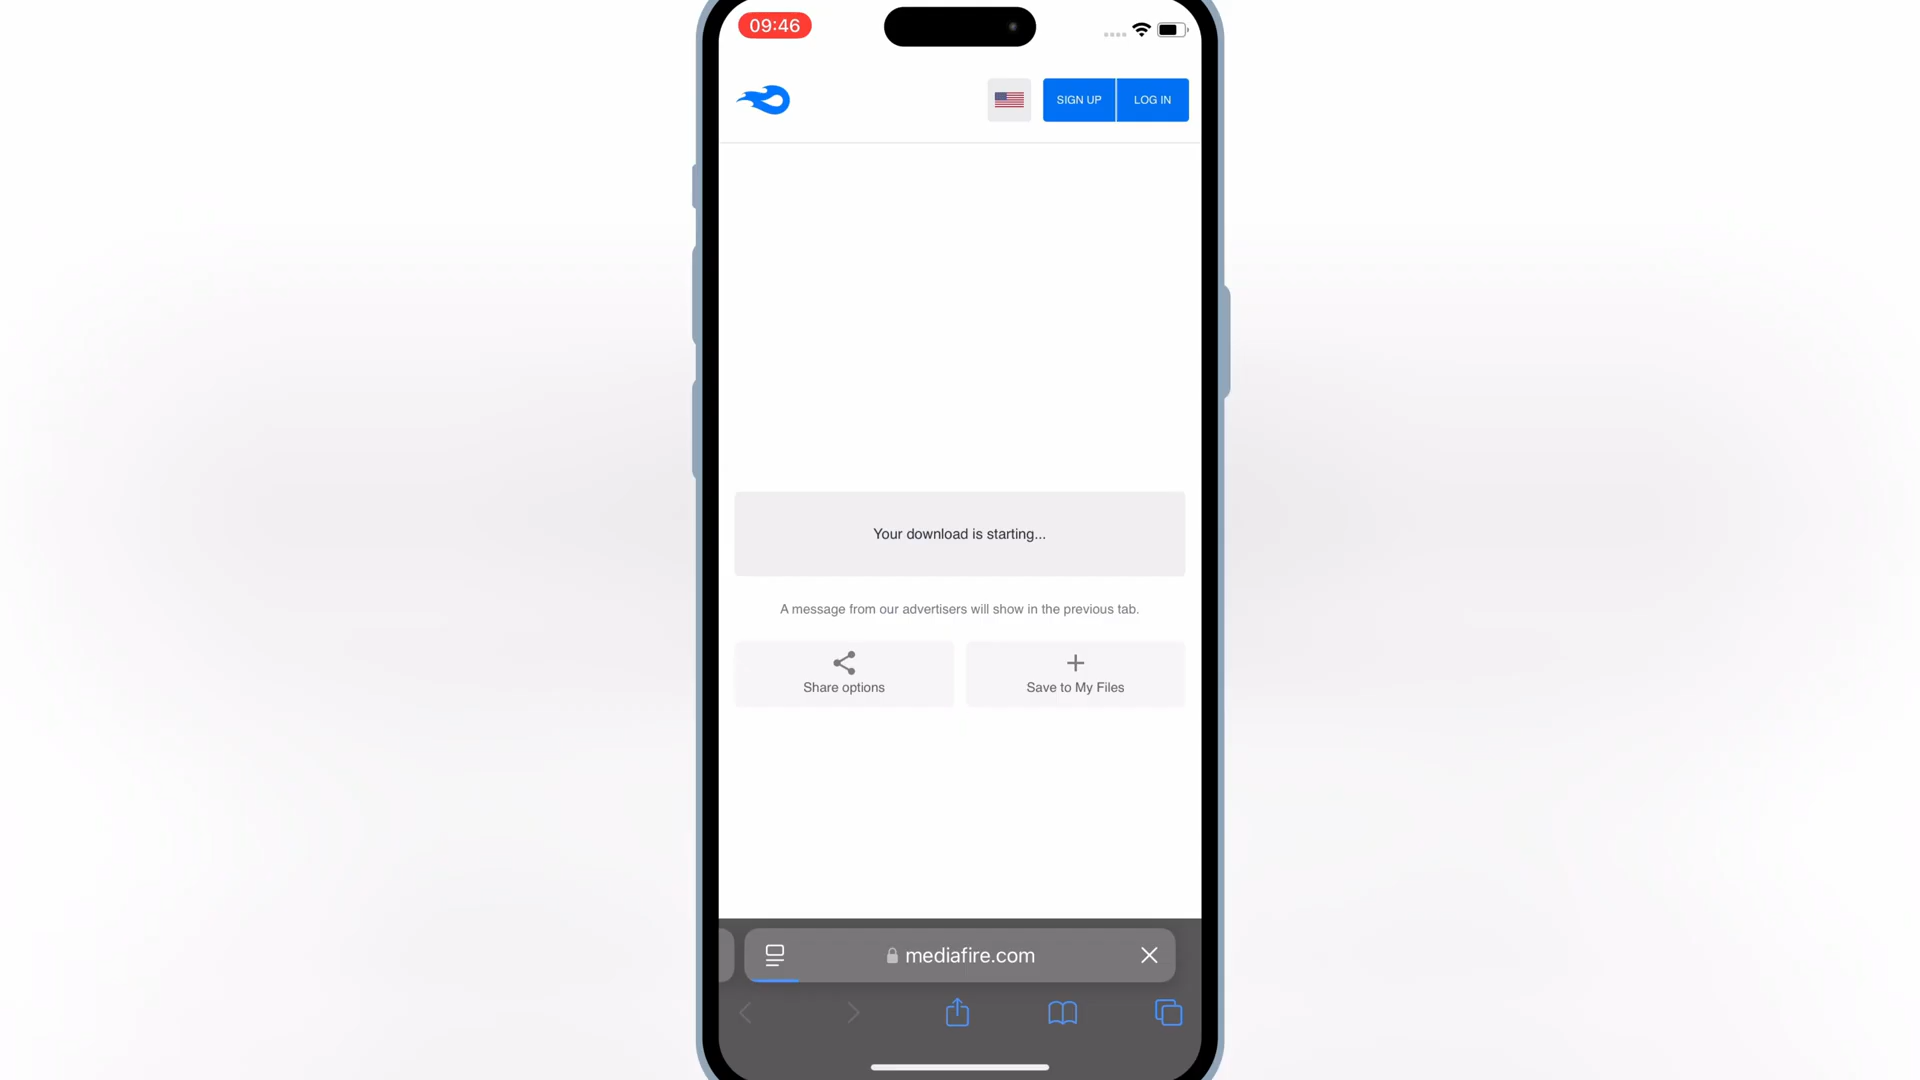 09:46
SIGN UP
LOG IN
Your download is starting...
A message from our advertisers will show in the previous tab.
Share options
Save to My Files
mediafire.com